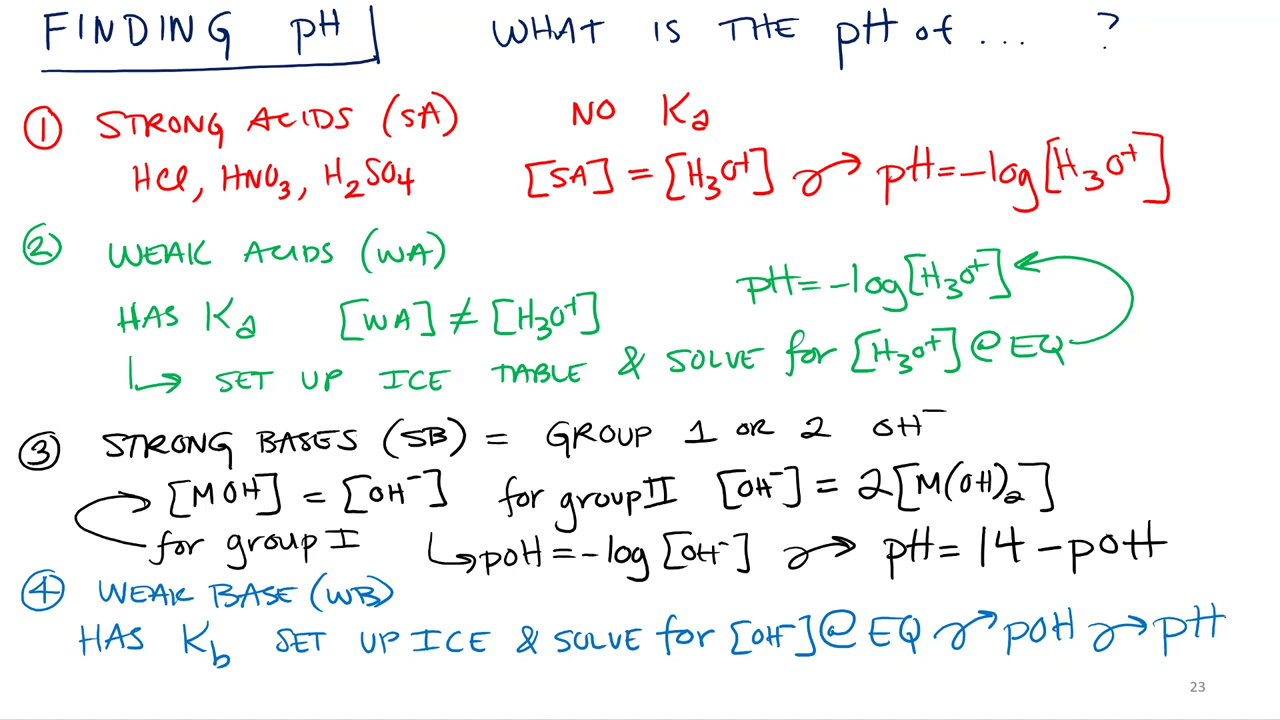 FINDING pH WHAT IS THE pH of ... ?
① STRONG ACIDS (SA) NO Ka
HCl, HNO₃, H₂SO₄ [SA] = [H₃O⁺] → pH = -log[H₃O⁺]
② WEAK ACIDS (WA)
pH = -log[H₃O⁺]
HAS Ka [WA] ≠ [H₃O⁺]
↳ SET UP ICE TABLE & SOLVE for [H₃O⁺] @ EQ
③ STRONG BASES (SB) = GROUP 1 OR 2 OH⁻
[MOH] = [OH⁻] for group II [OH⁻] = 2[M(OH)₂]
for group I ↳ pOH = -log [OH⁻] → pH = 14 - pOH
④ WEAK BASE (WB)
HAS Kb SET UP ICE & SOLVE for [OH⁻] @ EQ → pOH → pH
23